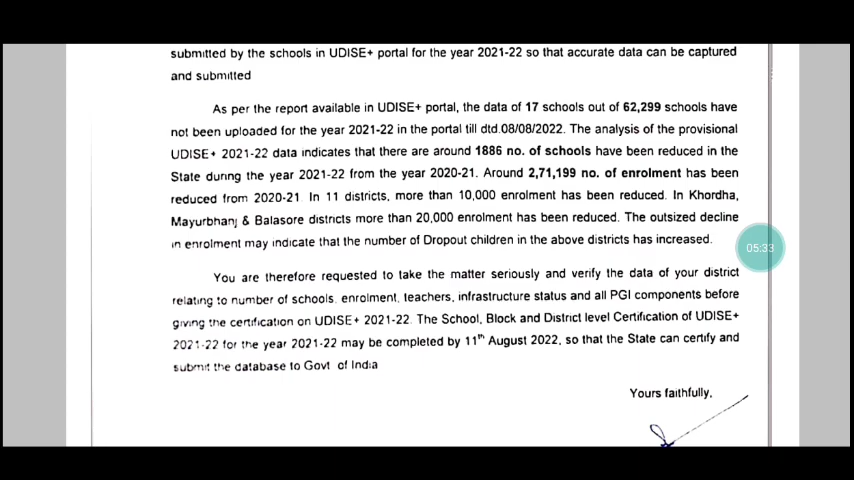 submitted by the schools in UDISE+ portal for the year 2021-22 so that accurate data can be captured
and submitted
As per the report available in UDISE+ portal, the data of 17 schools out of 62,299 schools have
not been uploaded for the year 2021-22 in the portal till dtd.08/08/2022. The analysis of the provisional
UDISE+ 2021-22 data indicates that there are around 1886 no. of schools have been reduced in the
State during the year 2021-22 from the year 2020-21. Around 2,71,199 no. of enrolment has been
reduced from 2020-21. In 11 districts, more than 10,000 enrolment has been reduced. In Khordha,
Mayurbhanj & Balasore districts more than 20,000 enrolment has been reduced. The outsized decline
in enrolment may indicate that the number of Dropout children in the above districts has increased.
05:33
You are therefore requested to take the matter seriously and verify the data of your district
relating to number of schools, enrolment, teachers, infrastructure status and all PGI components before
giving the certification on UDISE+ 2021-22. The School, Block and District level Certification of UDISE+
2021-22 for the year 2021-22 may be completed by 11th August 2022, so that the State can certify and
submit the database to Govt of India
Yours faithfully,